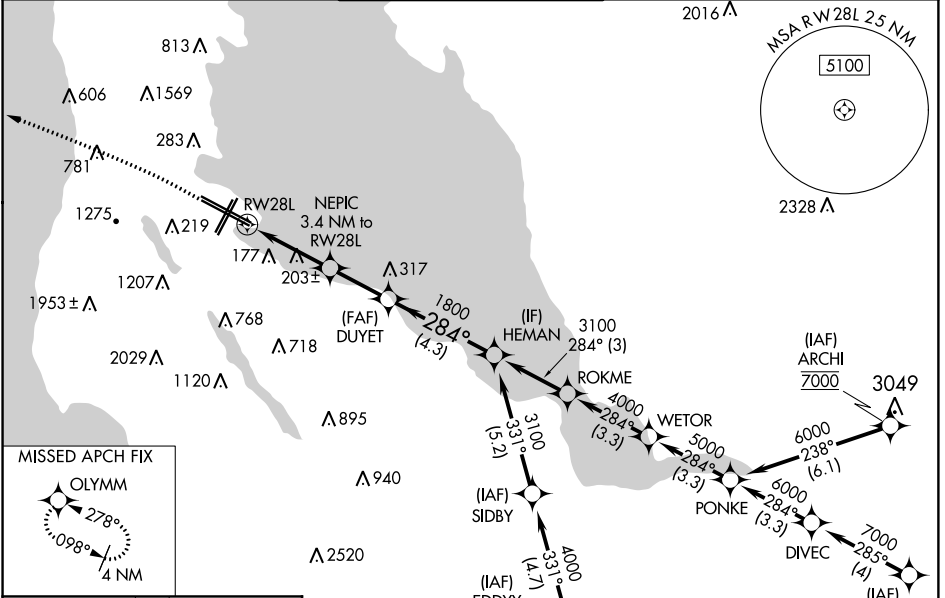 2016
MSA RW 28L 25 NM
5100
813
606
1569
283
781
2328
1275
219
RW28L
NEPIC
3.4 NM to
RW28L
177
203±
317
1207
1953 ±
768
(FAF)
DUYET
1800
284°
(4.3)
(IF)
HEMAN
3100
284° (3)
718
2029
1120
ROKME
(IAF)
ARCHI
7000
3049
4000
284°
(3.3)
WETOR
895
3100
331°
(5.2)
5000
284°
(3.3)
6000
238°
(6.1)
MISSED APCH FIX
OLYMM
278°
098°
4 NM
940
(IAF)
SIDBY
PONKE
6000
284°
(3.3)
DIVEC
7000
285°
(4)
2520
4000
331°
(4.7)
(IAF)
(IAF)